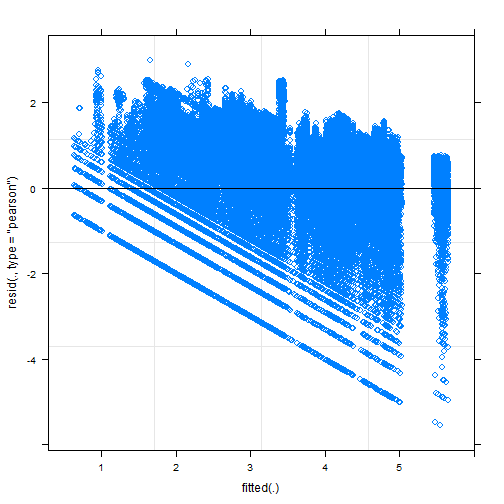 resid(., type = "pearson")
2
0
-2
-4
1 2 3 4 5
fitted(.)